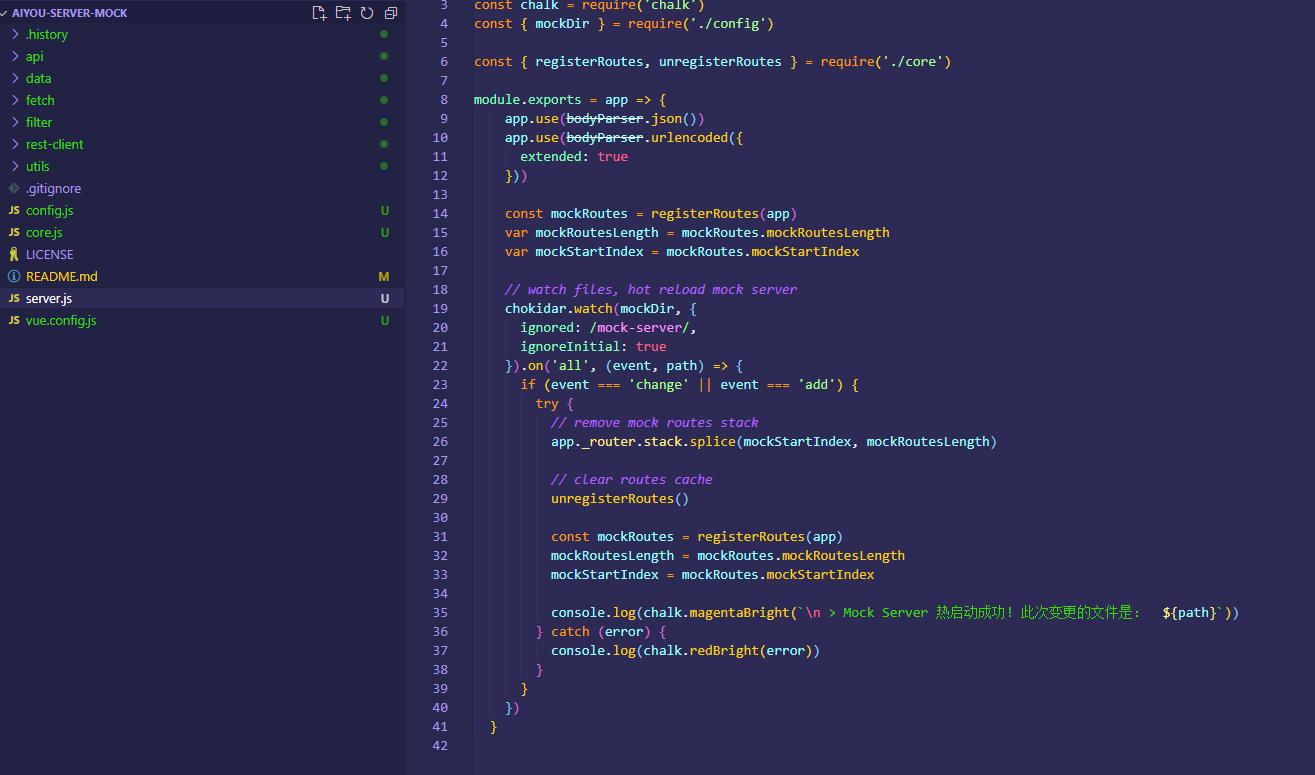 AIYOU-SERVER-MOCK
.history
api
data
fetch
filter
rest-client
utils
.gitignore
config.js U
core.js U
LICENSE
README.md M
server.js U
vue.config.js U
3 const chalk = require('chalk')
4 const { mockDir } = require('./config')
5
6 const { registerRoutes, unregisterRoutes } = require('./core')
7
8 module.exports = app => {
9 app.use(bodyParser.json())
10 app.use(bodyParser.urlencoded({
11 extended: true
12 }))
13
14 const mockRoutes = registerRoutes(app)
15 var mockRoutesLength = mockRoutes.mockRoutesLength
16 var mockStartIndex = mockRoutes.mockStartIndex
17
18 // watch files, hot reload mock server
19 chokidar.watch(mockDir, {
20 ignored: /mock-server/,
21 ignoreInitial: true
22 }).on('all', (event, path) => {
23 if (event === 'change' || event === 'add') {
24 try {
25 // remove mock routes stack
26 app._router.stack.splice(mockStartIndex, mockRoutesLength)
27
28 // clear routes cache
29 unregisterRoutes()
30
31 const mockRoutes = registerRoutes(app)
32 mockRoutesLength = mockRoutes.mockRoutesLength
33 mockStartIndex = mockRoutes.mockStartIndex
34
35 console.log(chalk.magentaBright(`\n > Mock Server 热启动成功！此次变更的文件是： ${path}`))
36 } catch (error) {
37 console.log(chalk.redBright(error))
38 }
39 }
40 })
41 }
42